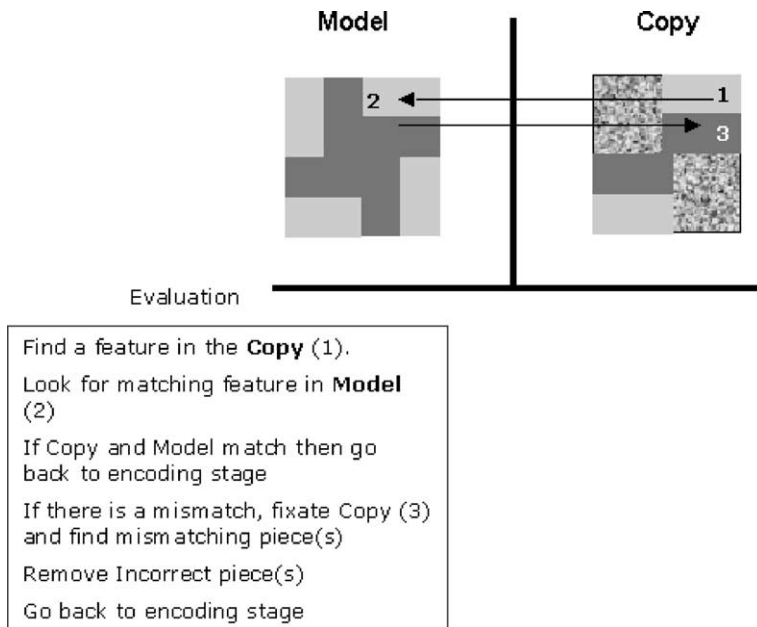 Model
Copy
2
1
3
Evaluation
Find a feature in the Copy (1).
Look for matching feature in Model
(2)
If Copy and Model match then go
back to encoding stage
If there is a mismatch, fixate Copy (3)
and find mismatching piece(s)
Remove Incorrect piece(s)
Go back to encoding stage